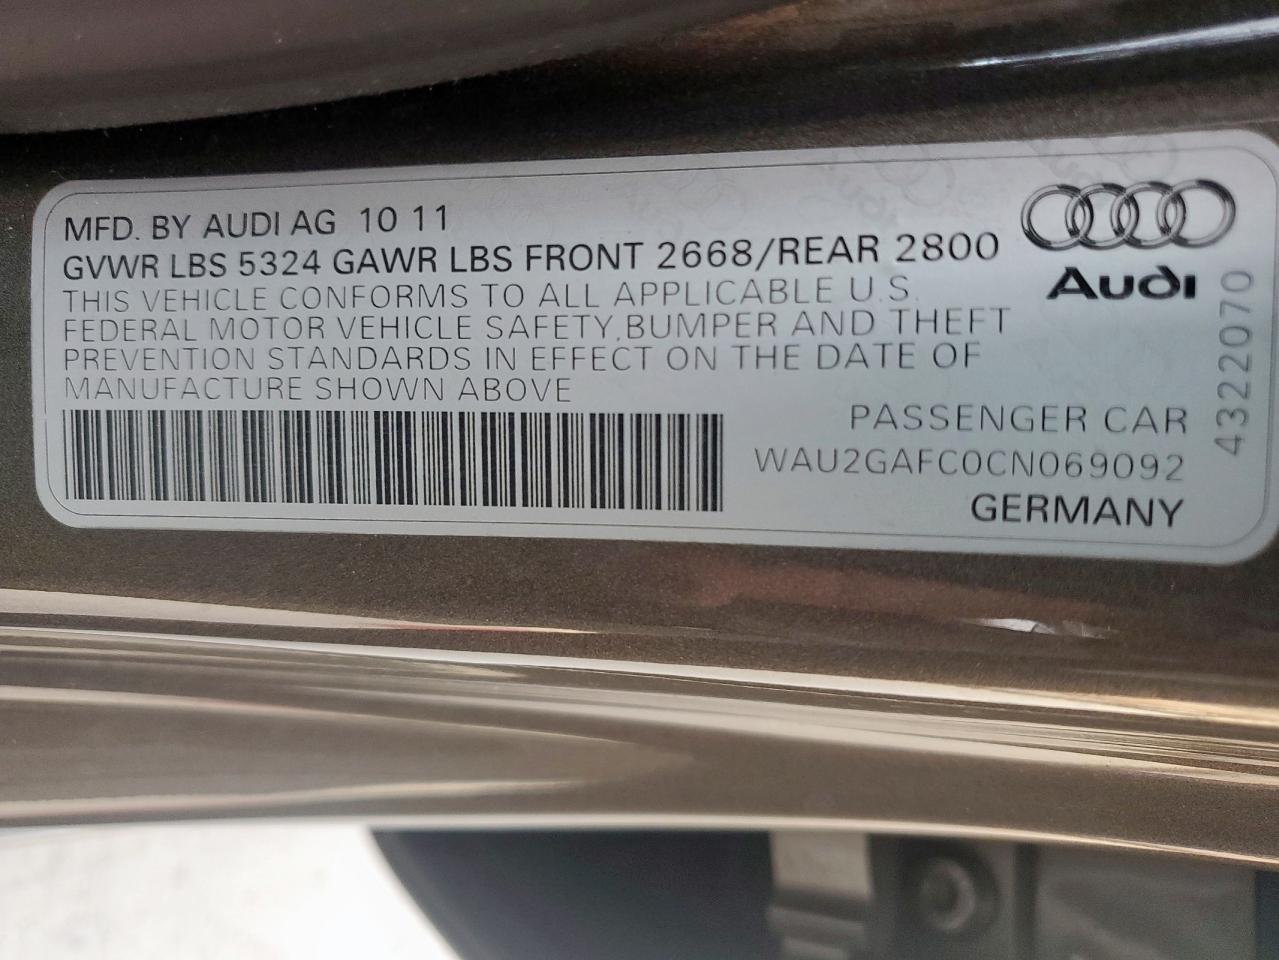 MFD. BY AUDI AG 10 11
GVWR LBS 5324 GAWR LBS FRONT 2668/REAR 2800
THIS VEHICLE CONFORMS TO ALL APPLICABLE U.S.
FEDERAL MOTOR VEHICLE SAFETY,BUMPER AND THEFT
PREVENTION STANDARDS IN EFFECT ON THE DATE OF
MANUFACTURE SHOWN ABOVE
Audi
4322070
PASSENGER CAR
WAU2GAFC0CN069092
GERMANY